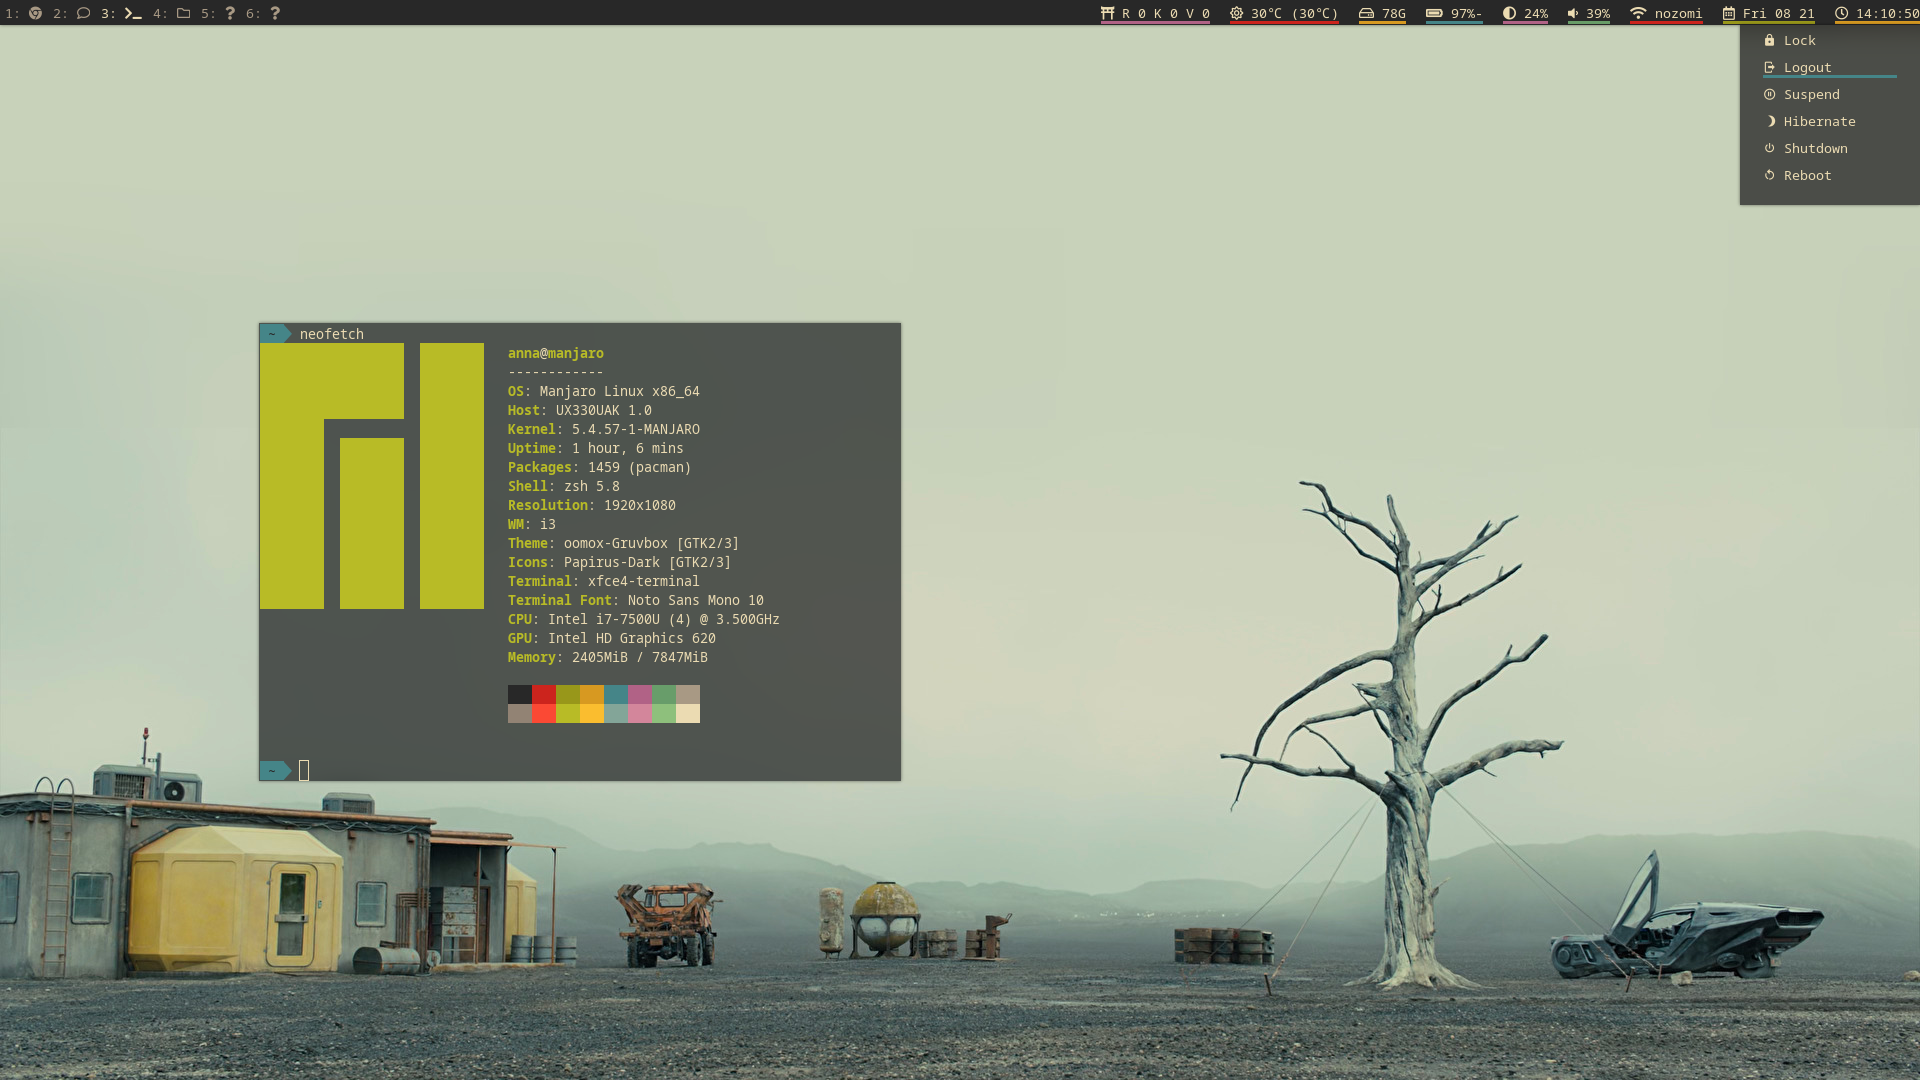 1: 2: 3: 4: 5: ? 6: ? R 0 K 0 V 0 30°C (30°C) 78G 97%- 24% 39% nozomi Fri 08 21 14:10:50
Lock
Logout
Suspend
Hibernate
Shutdown
Reboot
~ neofetch
anna@manjaro
------------
OS: Manjaro Linux x86_64
Host: UX330UAK 1.0
Kernel: 5.4.57-1-MANJARO
Uptime: 1 hour, 6 mins
Packages: 1459 (pacman)
Shell: zsh 5.8
Resolution: 1920x1080
WM: i3
Theme: oomox-Gruvbox [GTK2/3]
Icons: Papirus-Dark [GTK2/3]
Terminal: xfce4-terminal
Terminal Font: Noto Sans Mono 10
CPU: Intel i7-7500U (4) @ 3.500GHz
GPU: Intel HD Graphics 620
Memory: 2405MiB / 7847MiB
~